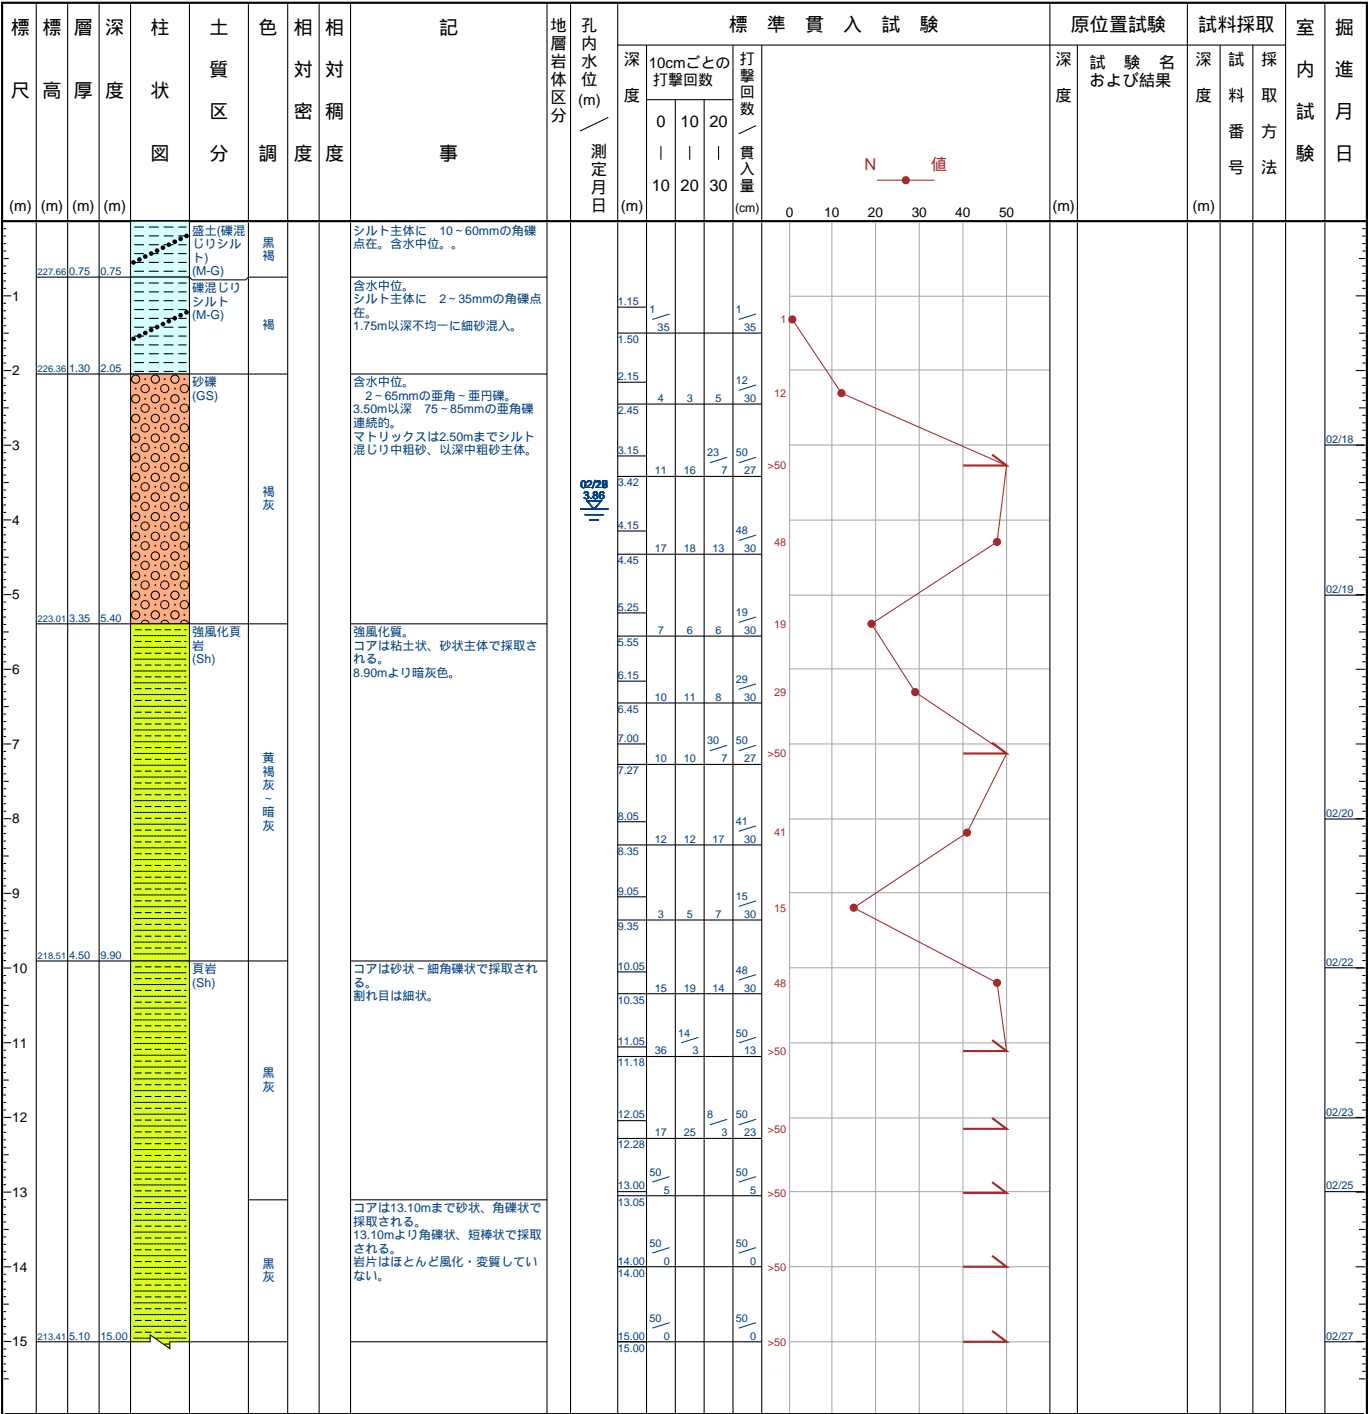 標尺 (m)
標高 (m)
層厚 (m)
深度 (m)
柱状図
土質区分
色調
相対密度
相対稠度
記事
地層岩体区分
孔内水位(m)／測定月日
標準貫入試験
深度 (m)
10cmごとの
打撃回数
0 | 10
10 | 20
20 | 30
打撃回数／貫入量 (cm)
N 値
0 10 20 30 40 50
原位置試験
深度 (m)
試験名
および結果
試料採取
深度 (m)
試料番号
採取方法
室内試験
掘進月日
227.66 0.75 0.75
盛土(礫混
じりシル
ト)
(M-G)
黒褐
シルト主体に 10~60mmの角礫
点在。含水中位。。
1
226.36 1.30 2.05
礫混じり
シルト
(M-G)
褐
含水中位。
シルト主体に 2~35mmの角礫点
在。
1.75m以深不均一に細砂混入。
1.15 1/35 1/35 1
1.50
2
223.01 3.35 5.40
砂礫
(GS)
褐灰
含水中位。
2~65mmの亜角~亜円礫。
3.50m以深 75~85mmの亜角礫
連続的。
マトリックスは2.50mまでシルト
混じり中粗砂、以深中粗砂主体。
3.86
2.15 4 3 5 12/30 12
2.45
3 02/18
3.15 11 16 23/7 50/27 >50
3.42
4
4.15 17 18 13 48/30 48
4.45
5 02/19
5.25 7 6 6 19/30 19
5.55
218.51 4.50 9.90
強風化頁
岩
(Sh)
黄褐灰~暗灰
強風化質。
コアは粘土状、砂状主体で採取さ
れる。
8.90mより暗灰色。
6
6.15 10 11 8 29/30 29
6.45
7
7.00 10 10 30/7 50/27 >50
7.27
8 02/20
8.05 12 12 17 41/30 41
8.35
9
9.05 3 5 7 15/30 15
9.35
10 02/22
頁岩
(Sh)
黒灰
コアは砂状~細角礫状で採取され
る。
割れ目は細状。
10.05 15 19 14 48/30 48
10.35
11
11.05 36 14/3 50/13 >50
11.18
12 02/23
12.05 17 25 8/3 50/23 >50
12.28
13 02/25
13.00 50/5 50/5 >50
13.05
黒灰
コアは13.10mまで砂状、角礫状で
採取される。
13.10mより角礫状、短棒状で採取
される。
岩片はほとんど風化・変質してい
ない。
14
14.00 50/0 50/0 >50
14.00
15 213.41 5.10 15.00 02/27
15.00 50/0 50/0 >50
15.00